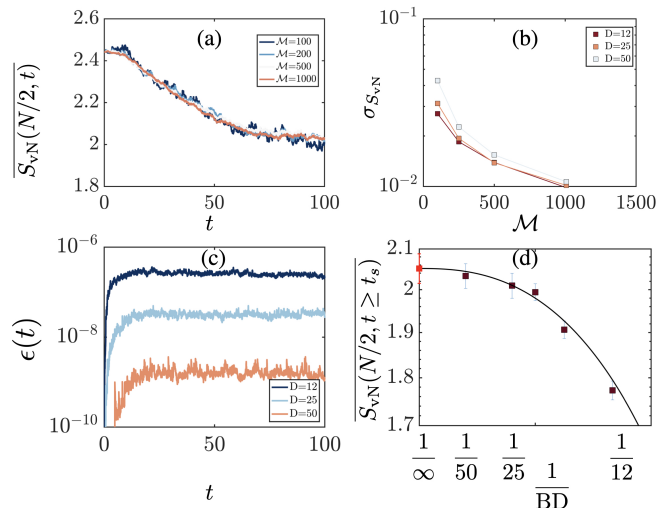 (a)
S_vN(N/2, t)
2.6
2.4
2.2
2
1.8
0
50
100
t
M=100
M=200
M=500
M=1000
(b)
σ_{S_vN}
10^{-1}
10^{-2}
0
500
1000
1500
M
D=12
D=25
D=50
(c)
ϵ(t)
10^{-6}
10^{-8}
10^{-10}
0
50
100
t
D=12
D=25
D=50
(d)
S_vN(N/2, t ≥ t_s)
2.1
2
1.9
1.8
1.7
1/∞
1/50
1/25
1/12
1/BD